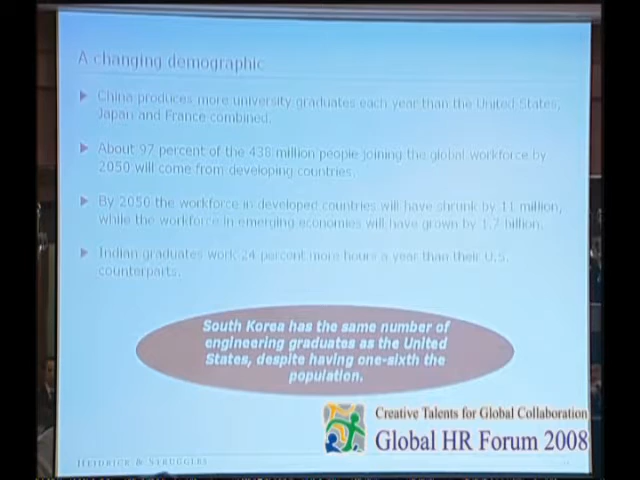 A changing demographic
China produces more university graduates each year than the United States,
Japan and France combined.
About 97 percent of the 438 million people joining the global workforce by
2050 will come from developing countries.
By 2050 the workforce in developed countries will have shrunk by 11 million,
while the workforce in emerging economies will have grown by 1.7 billion.
Indian graduates work 24 percent more hours a year than their U.S.
counterparts.
South Korea has the same number of
engineering graduates as the United
States, despite having one-sixth the
population.
Creative Talents for Global Collaboration
Global HR Forum 2008
HEIDRICK & STRUGGLES